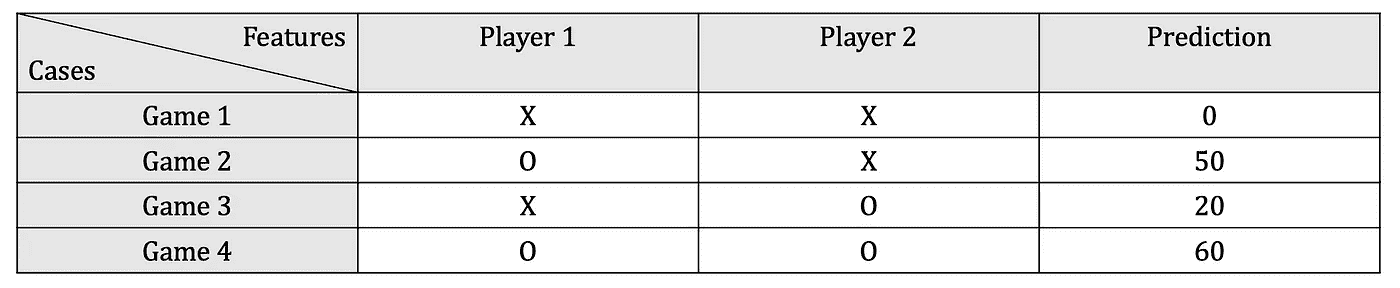 Features Player 1 Player 2 Prediction
Cases
Game 1 X X 0
Game 2 O X 50
Game 3 X O 20
Game 4 O O 60